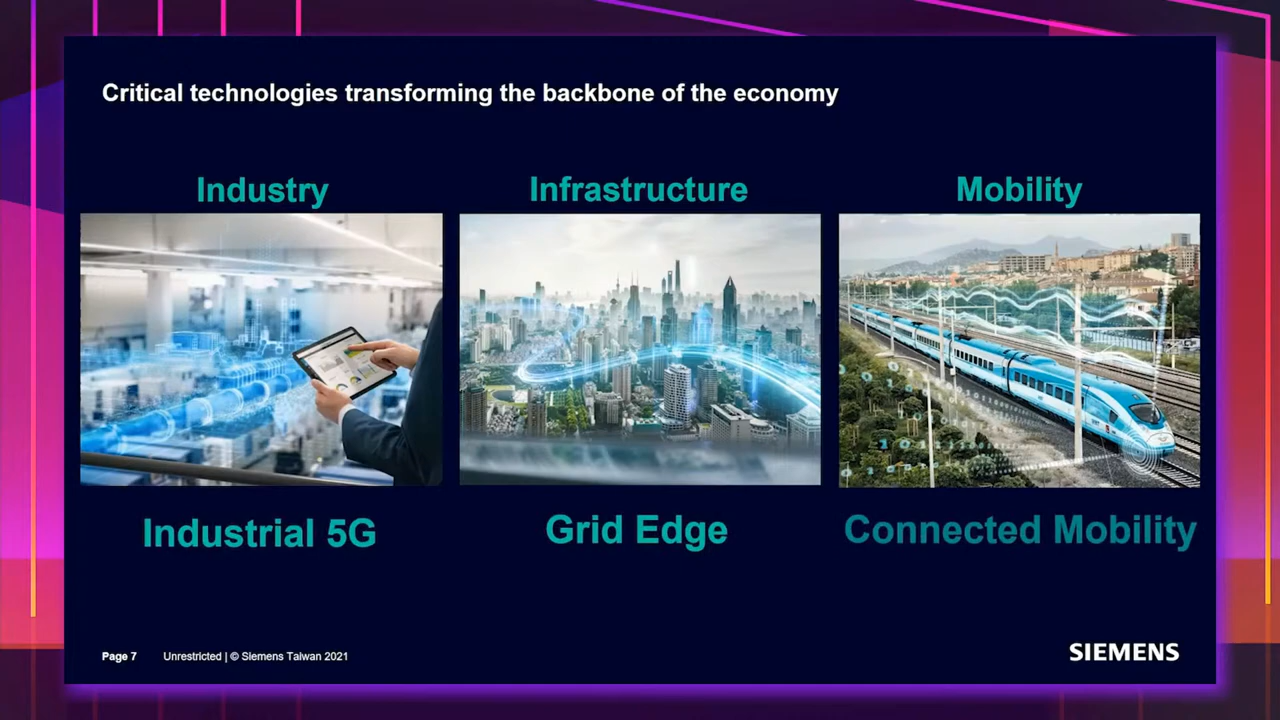 Critical technologies transforming the backbone of the economy
Industry
Infrastructure
Mobility
Industrial 5G
Grid Edge
Connected Mobility
Page 7
Unrestricted | © Siemens Taiwan 2021
SIEMENS